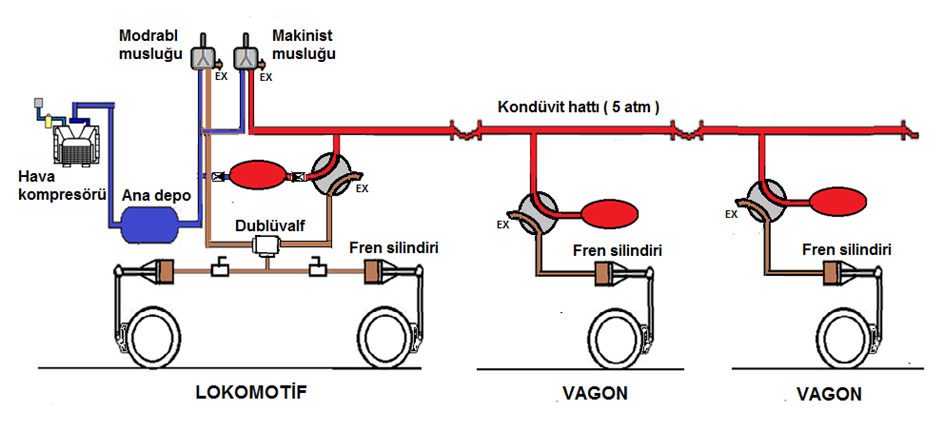 Modrabl
musluğu
EX
Makinist
musluğu
EX
Kondüvit hattı ( 5 atm )
Hava
kompresörü
Ana depo
EX
Dublüvalf
Fren silindiri
EX
Fren silindiri
EX
Fren silindiri
LOKOMOTİF
VAGON
VAGON